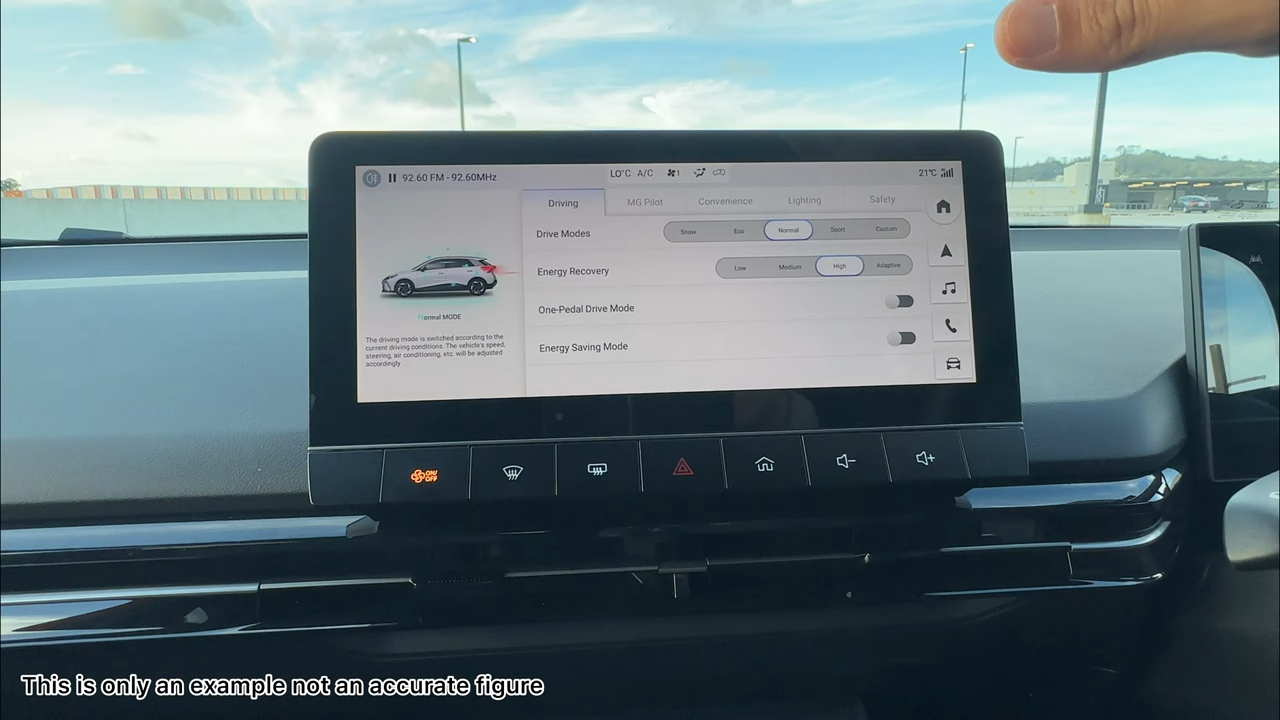 92.60 FM - 92.60MHz
LO°C A/C
1
21℃
Driving
MG Pilot
Convenience
Lighting
Safety
Drive Modes
Snow
Eco
Normal
Sport
Custom
Energy Recovery
Low
Medium
High
Adaptive
One-Pedal Drive Mode
Energy Saving Mode
Normal MODE
The driving mode is switched according to the
current driving conditions. The vehicle's speed,
steering, air conditioning, etc. will be adjusted
accordingly
ON/
OFF
This is only an example not an accurate figure